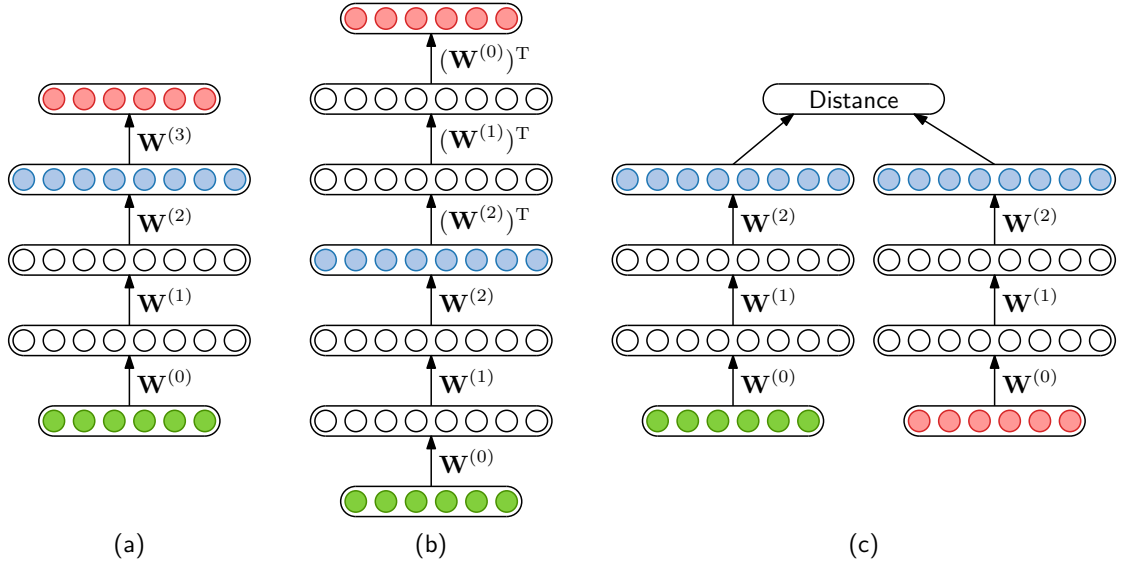 W^(3)
W^(2)
W^(1)
W^(0)
(a)
(W^(0))^T
(W^(1))^T
(W^(2))^T
W^(2)
W^(1)
W^(0)
(b)
Distance
W^(2)
W^(2)
W^(1)
W^(1)
W^(0)
W^(0)
(c)